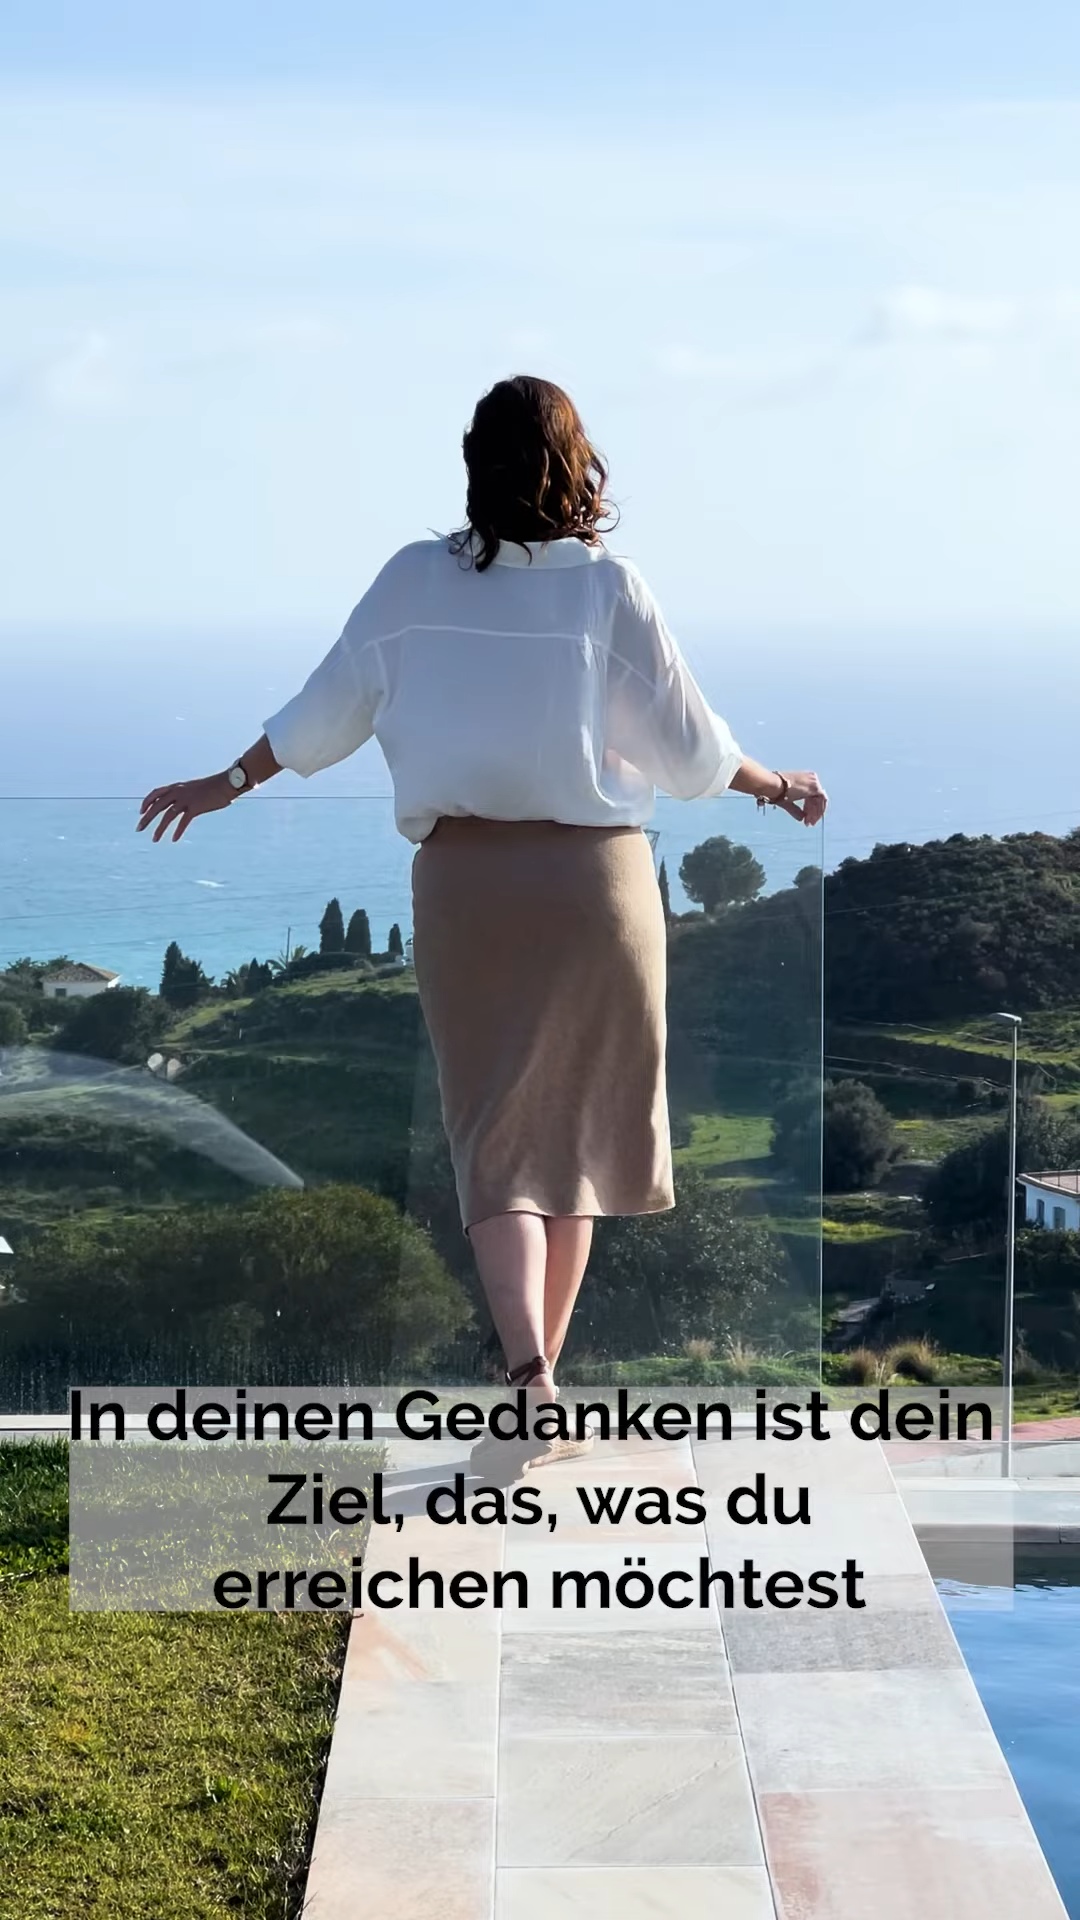 In deinen Gedanken ist dein
Ziel, das, was du
erreichen möchtest